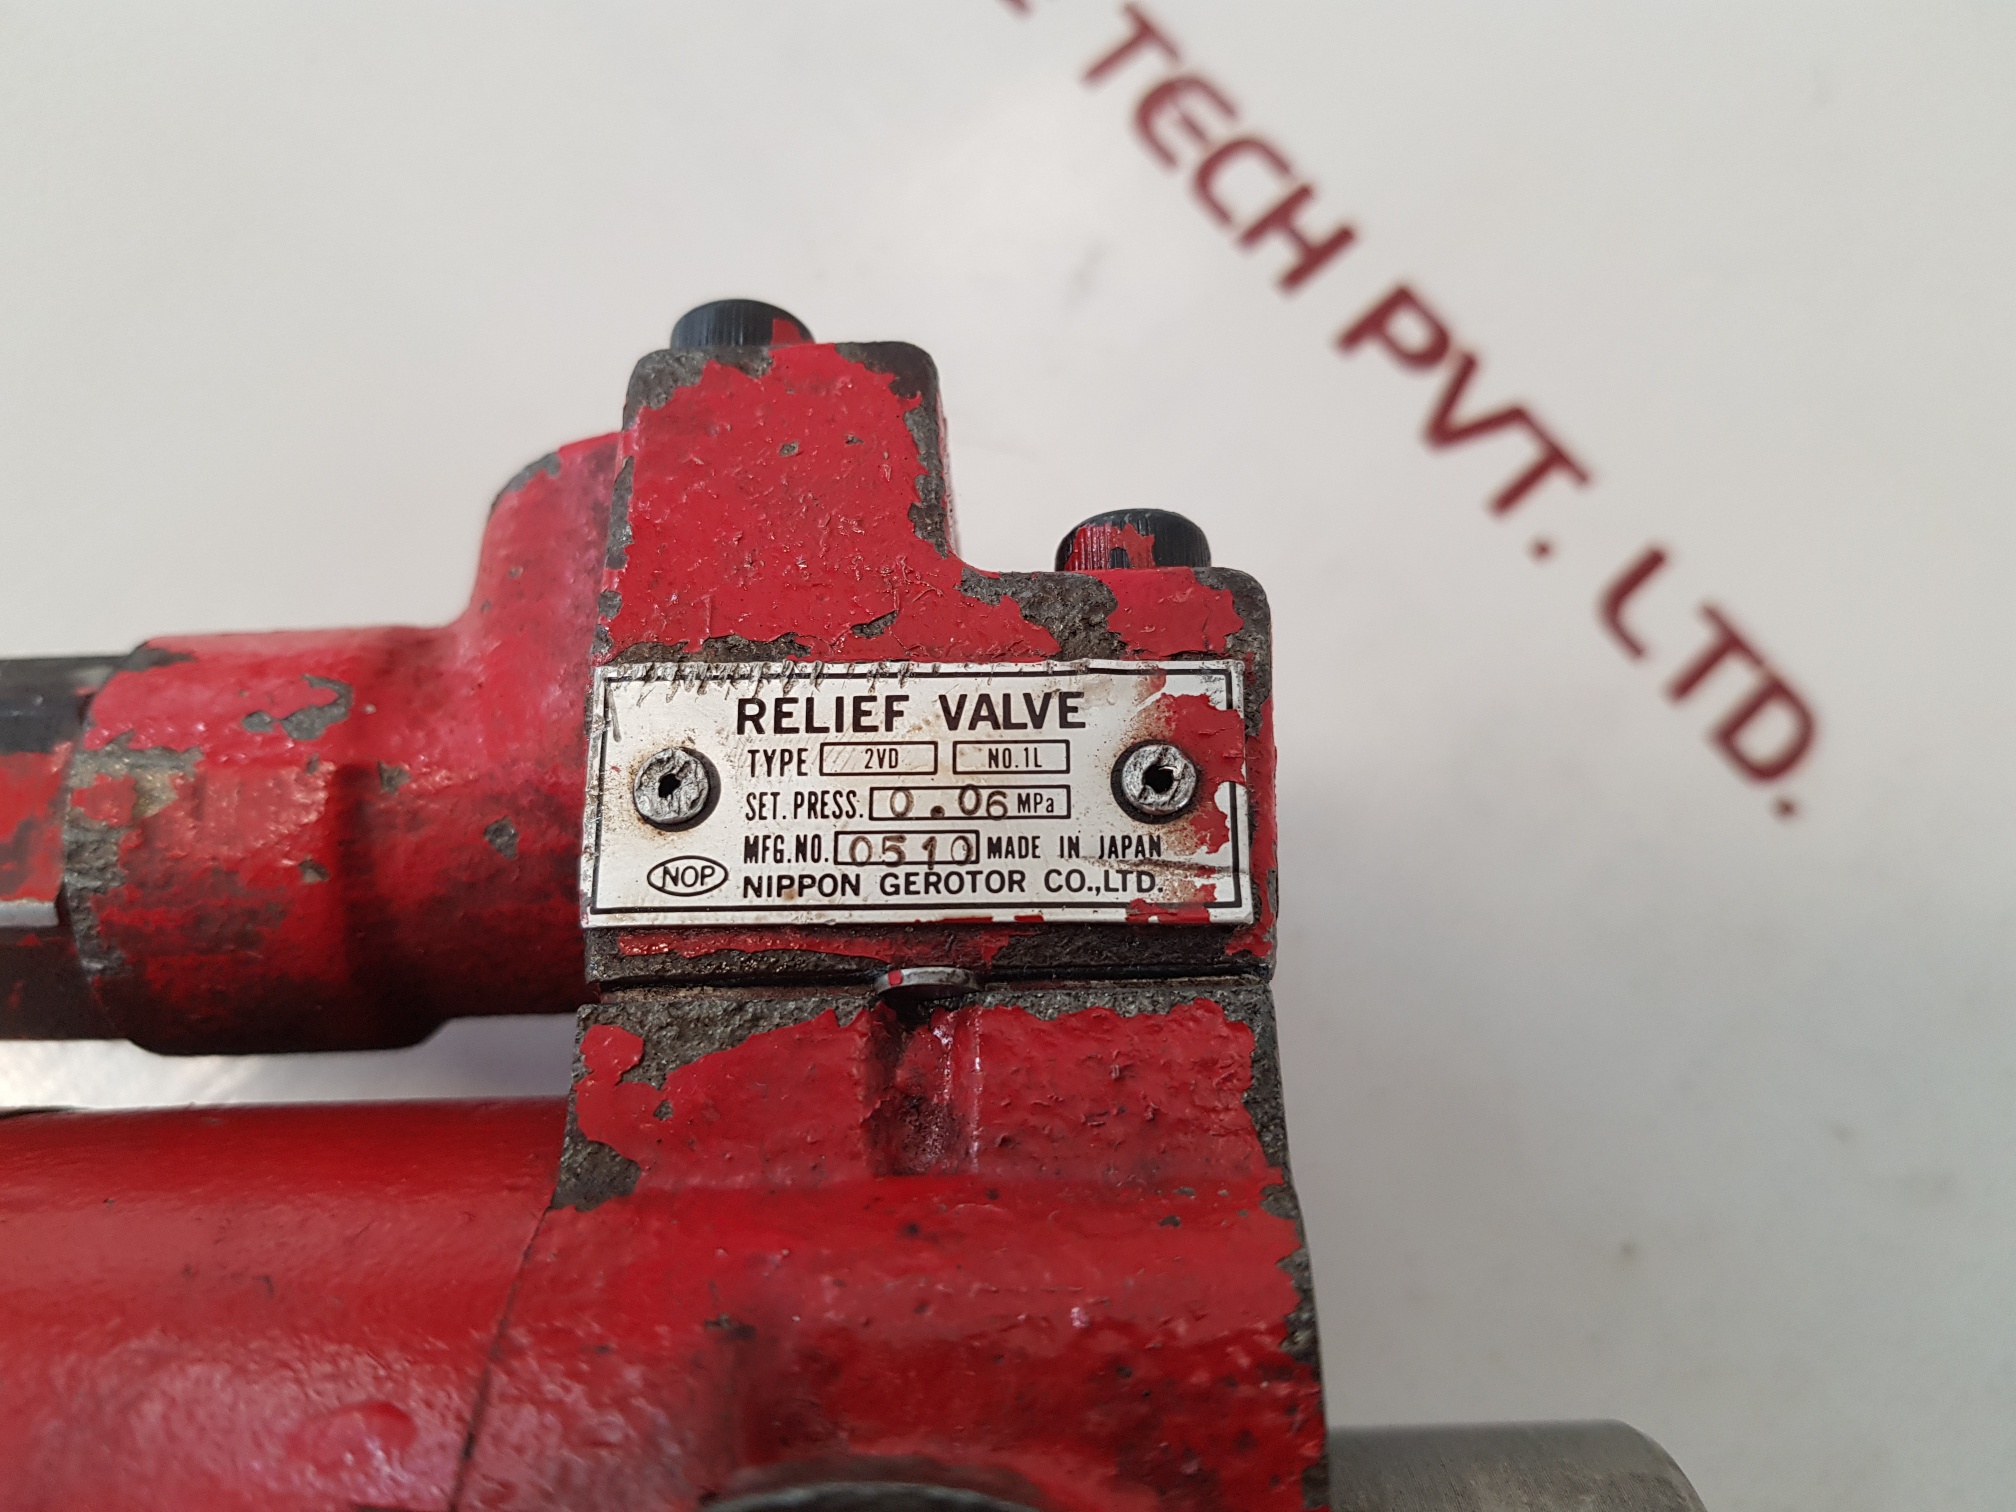 TECH PVT. LTD.
RELIEF VALVE
TYPE 2VD NO.1L
SET. PRESS. 0.06 MPa
MFG.NO. 0510 MADE IN JAPAN
NOP NIPPON GEROTOR CO.,LTD.